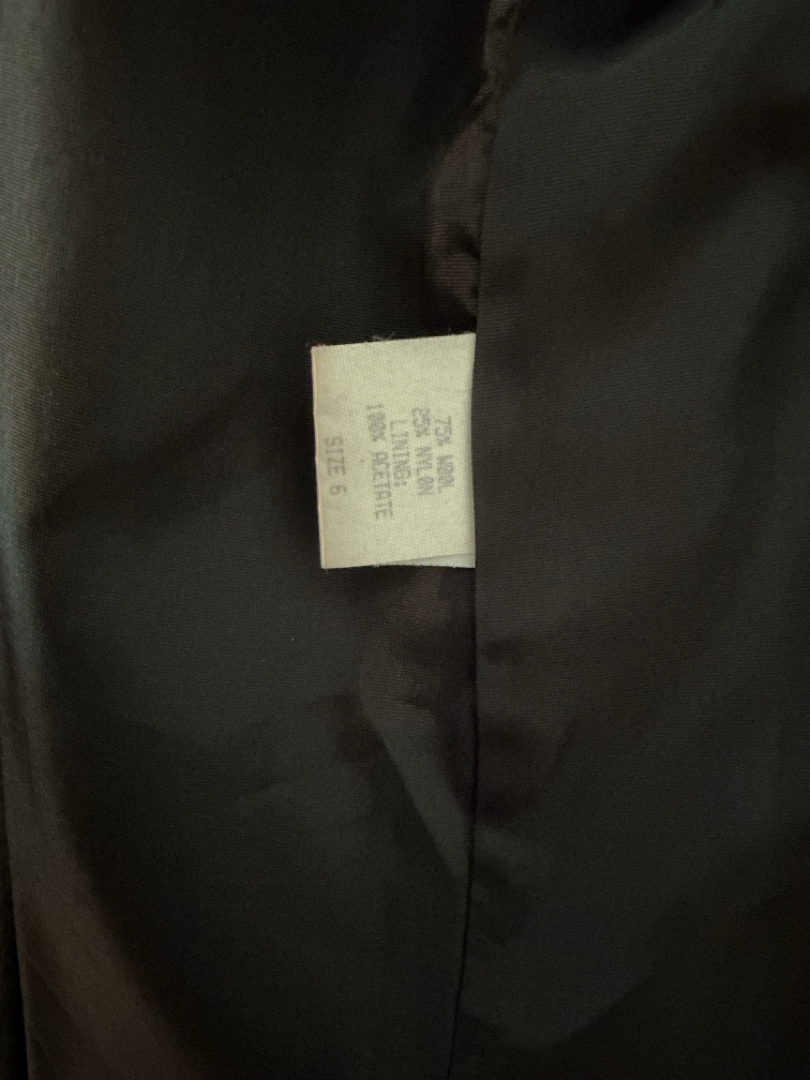 75% WOOL
25% NYLON
LINING:
100% ACETATE
SIZE 6